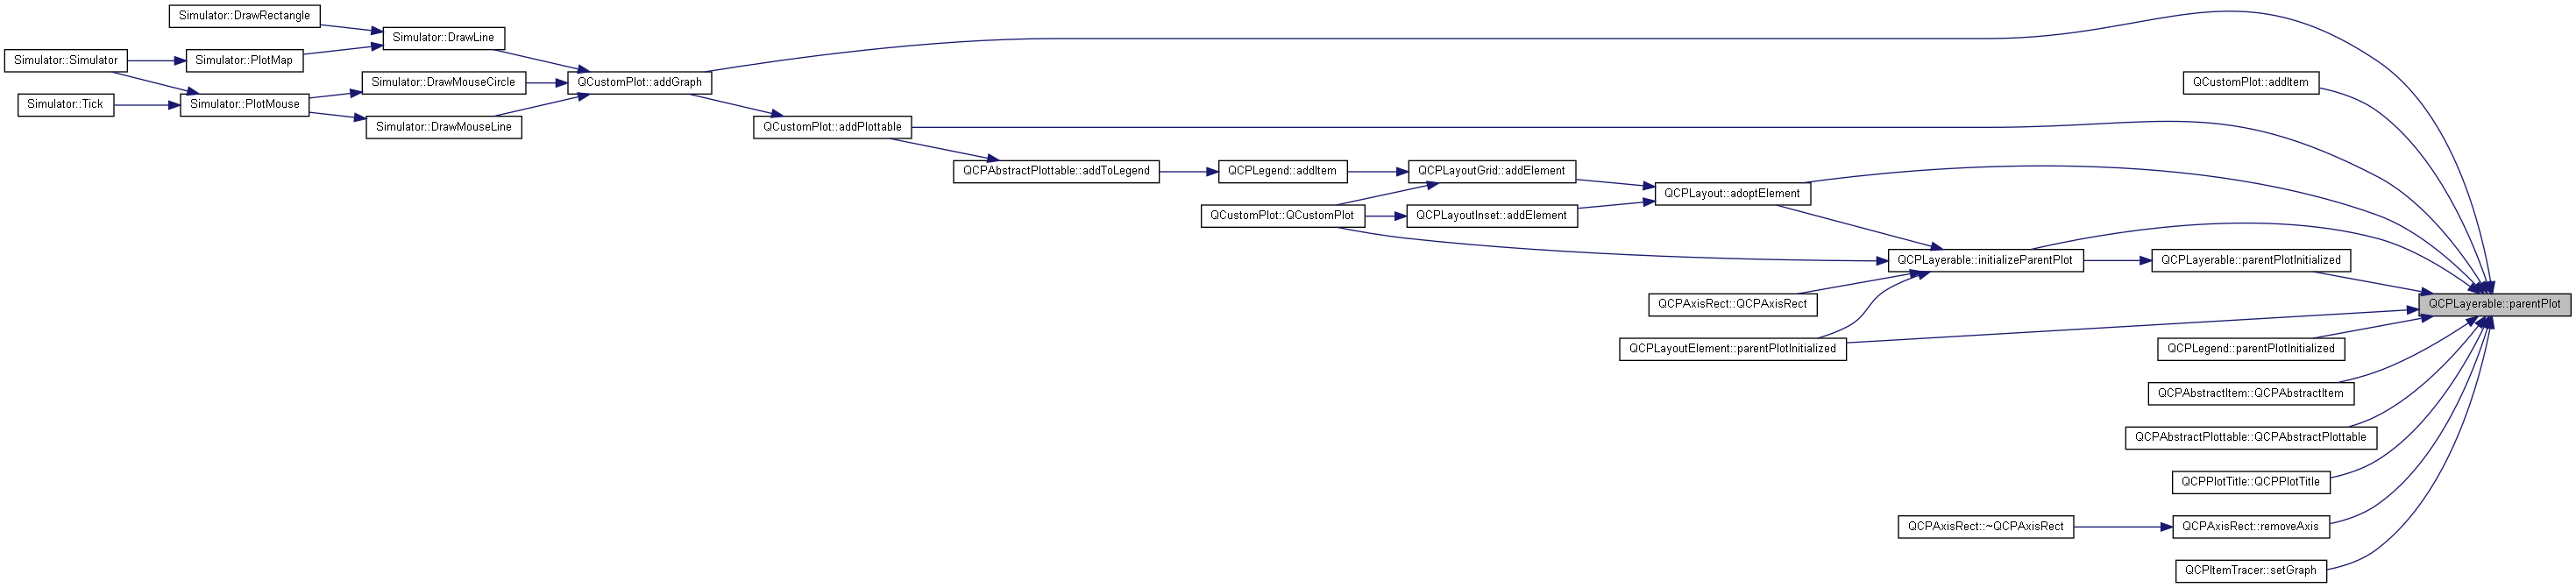 Simulator::DrawRectangle
Simulator::DrawLine
Simulator::Simulator
Simulator::PlotMap
Simulator::DrawMouseCircle
QCustomPlot::addGraph
QCustomPlot::addItem
Simulator::Tick
Simulator::PlotMouse
Simulator::DrawMouseLine
QCustomPlot::addPlottable
QCPAbstractPlottable::addToLegend
QCPLegend::addItem
QCPLayoutGrid::addElement
QCPLayout::adoptElement
QCustomPlot::QCustomPlot
QCPLayoutInset::addElement
QCPLayerable::initializeParentPlot
QCPLayerable::parentPlotInitialized
QCPAxisRect::QCPAxisRect
QCPLayerable::parentPlot
QCPLayoutElement::parentPlotInitialized
QCPLegend::parentPlotInitialized
QCPAbstractItem::QCPAbstractItem
QCPAbstractPlottable::QCPAbstractPlottable
QCPPlotTitle::QCPPlotTitle
QCPAxisRect::~QCPAxisRect
QCPAxisRect::removeAxis
QCPItemTracer::setGraph